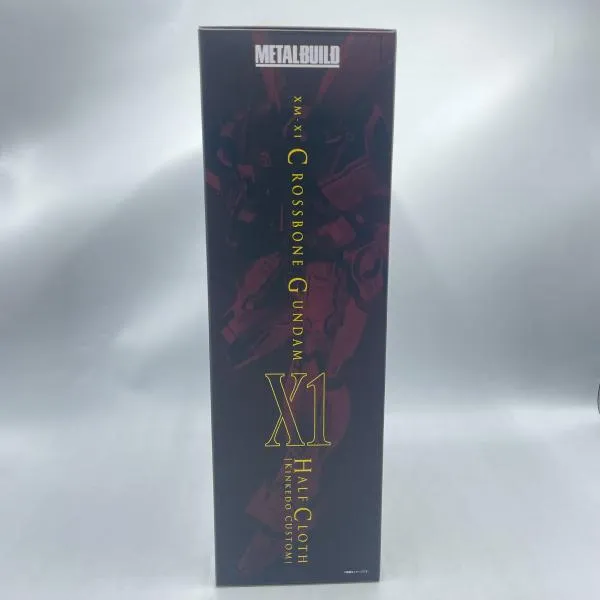 METALBUILD
XM-X1 CROSSBONE GUNDAM
X1
HALF CLOTH
[KINKEDO CUSTOM]